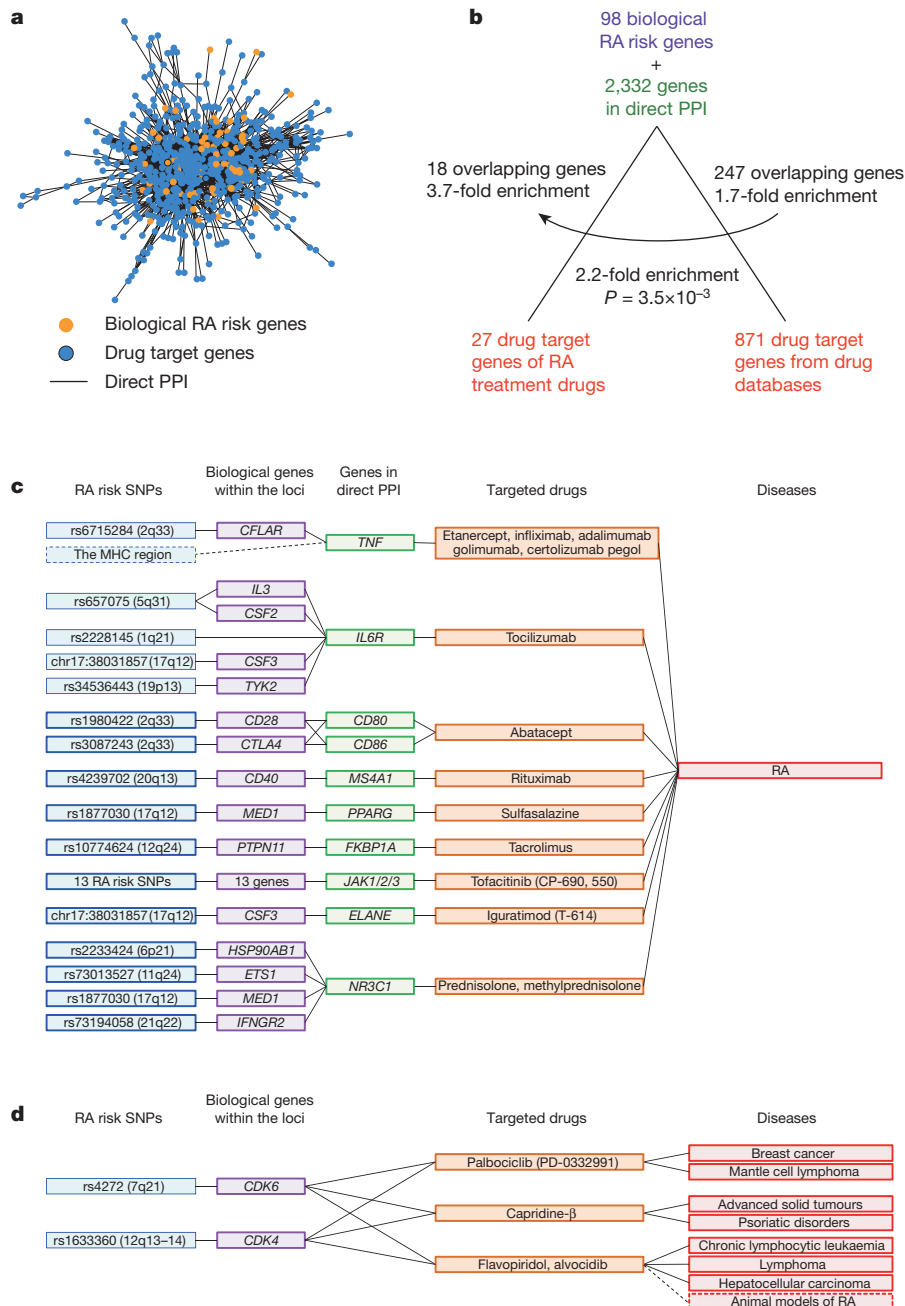 a
Biological RA risk genes
Drug target genes
Direct PPI
b
98 biological
RA risk genes
+
2,332 genes
in direct PPI
18 overlapping genes
3.7-fold enrichment
247 overlapping genes
1.7-fold enrichment
2.2-fold enrichment
P = 3.5×10⁻³
27 drug target
genes of RA
treatment drugs
871 drug target
genes from drug
databases
c
RA risk SNPs
Biological genes
within the loci
Genes in
direct PPI
Targeted drugs
Diseases
rs6715284 (2q33)
CFLAR
The MHC region
TNF
Etanercept, infliximab, adalimumab
golimumab, certolizumab pegol
rs657075 (5q31)
IL3
CSF2
rs2228145 (1q21)
IL6R
Tocilizumab
chr17:38031857 (17q12)
CSF3
rs34536443 (19p13)
TYK2
rs1980422 (2q33)
CD28
CD80
rs3087243 (2q33)
CTLA4
CD86
Abatacept
rs4239702 (20q13)
CD40
MS4A1
Rituximab
RA
rs1877030 (17q12)
MED1
PPARG
Sulfasalazine
rs10774624 (12q24)
PTPN11
FKBP1A
Tacrolimus
13 RA risk SNPs
13 genes
JAK1/2/3
Tofacitinib (CP-690, 550)
chr17:38031857 (17q12)
CSF3
ELANE
Iguratimod (T-614)
rs2233424 (6p21)
HSP90AB1
rs73013527 (11q24)
ETS1
rs1877030 (17q12)
MED1
rs73194058 (21q22)
IFNGR2
NR3C1
Prednisolone, methylprednisolone
d
RA risk SNPs
Biological genes
within the loci
Targeted drugs
Diseases
rs4272 (7q21)
CDK6
rs1633360 (12q13–14)
CDK4
Palbociclib (PD-0332991)
Breast cancer
Mantle cell lymphoma
Capridine-β
Advanced solid tumours
Psoriatic disorders
Flavopiridol, alvocidib
Chronic lymphocytic leukaemia
Lymphoma
Hepatocellular carcinoma
Animal models of RA